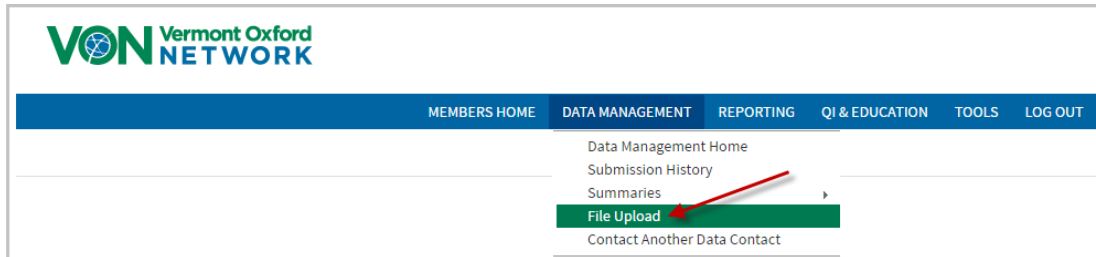 VON Vermont Oxford
NETWORK
MEMBERS HOME DATA MANAGEMENT REPORTING QI & EDUCATION TOOLS LOG OUT
Data Management Home
Submission History
Summaries
File Upload
Contact Another Data Contact